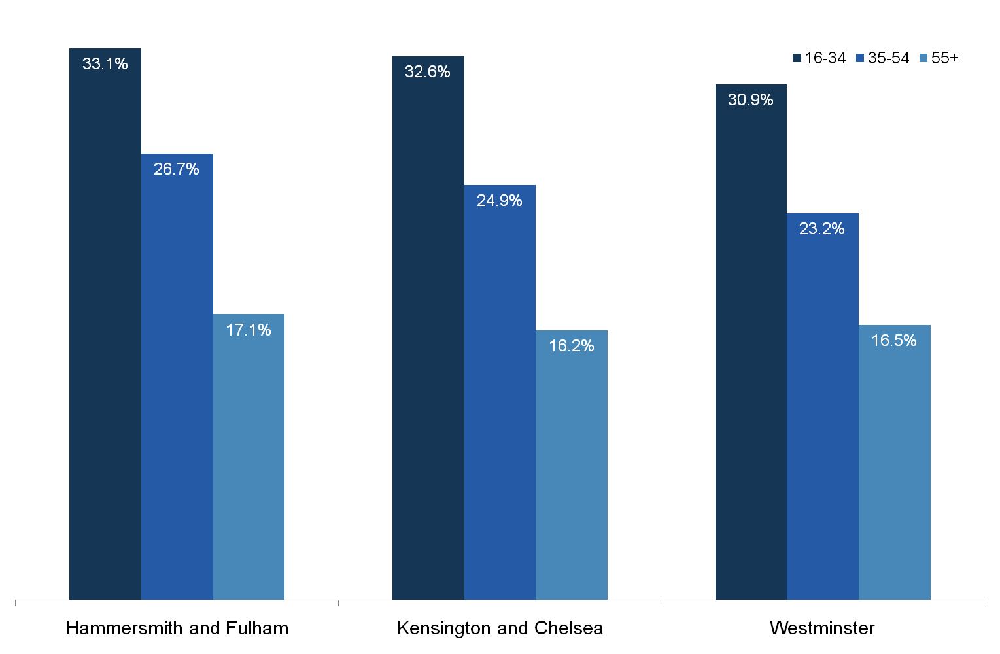 16-34 35-54 55+
33.1% 26.7% 17.1%
32.6% 24.9% 16.2%
30.9% 23.2% 16.5%
Hammersmith and Fulham
Kensington and Chelsea
Westminster